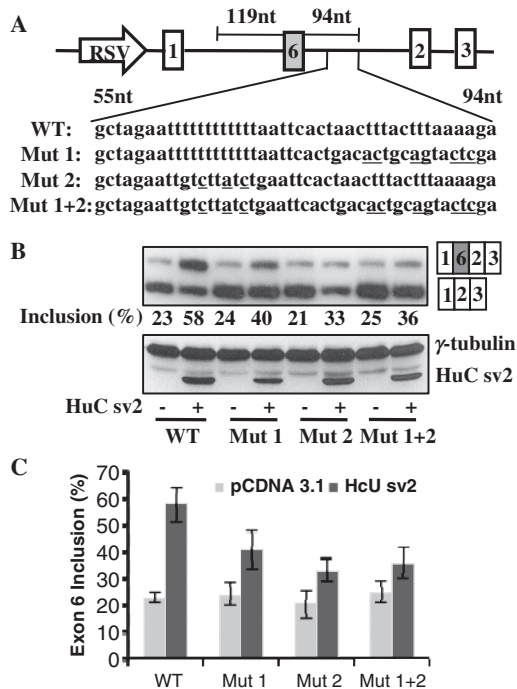 A
119nt 94nt
RSV 1 6 2 3
55nt 94nt
WT: gctagaattttttttttttaattcactaactttactttaaaaga
Mut 1: gctagaattttttttttttaattcactgacactgcagtactcga
Mut 2: gctagaattgtcttatctgaattcactaactttactttaaaaga
Mut 1+2: gctagaattgtcttatctgaattcactgacactgcagtactcga
B
1 6 2 3
1 2 3
Inclusion (%) 23 58 24 40 21 33 25 36
γ-tubulin
HuC sv2
HuC sv2 - + - + - + - +
WT Mut 1 Mut 2 Mut 1+2
C
Exon 6 Inclusion (%)
pCDNA 3.1 HcU sv2
70
60
50
40
30
20
10
0
WT Mut 1 Mut 2 Mut 1+2